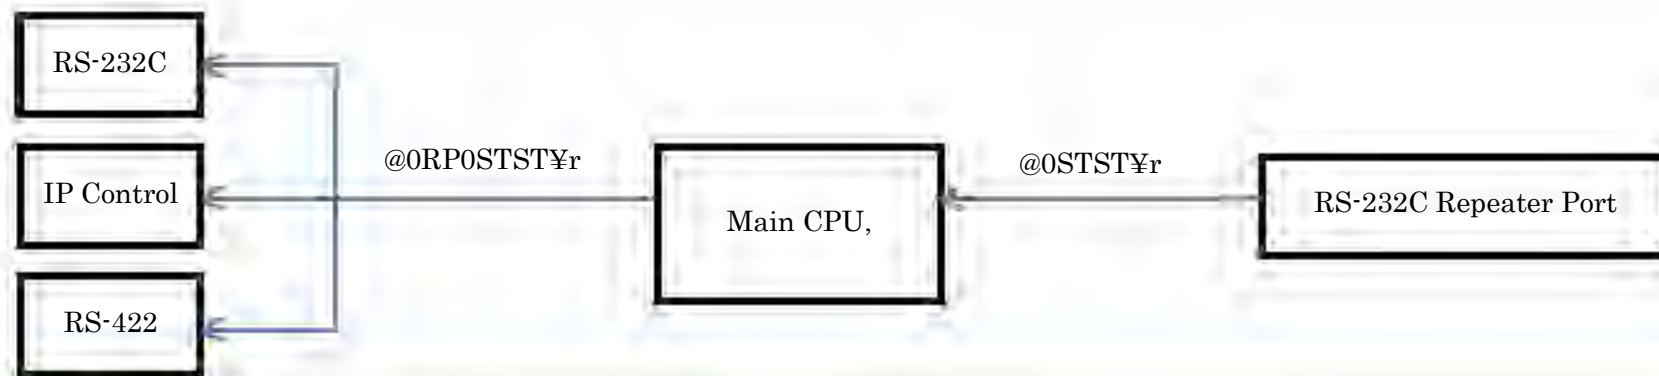 RS-232C
@0RP0STST¥r
@0STST¥r
IP Control
Main CPU,
RS-232C Repeater Port
RS-422